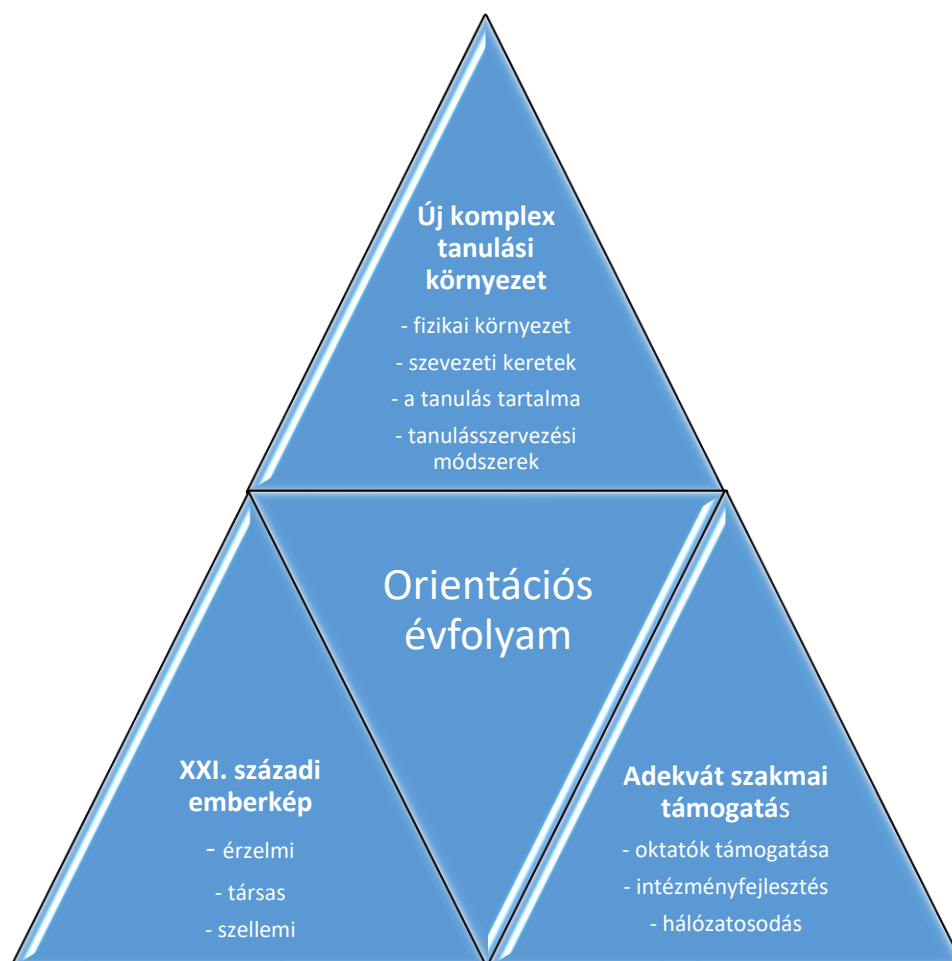 Új komplex
tanulási
környezet
- fizikai környezet
- szevezeti keretek
- a tanulás tartalma
- tanulásszervezési
módszerek
Orientációs
évfolyam
XXI. századi
emberkép
- érzelmi
- társas
- szellemi
Adekvát szakmai
támogatás
- oktatók támogatása
- intézményfejlesztés
- hálózatosodás